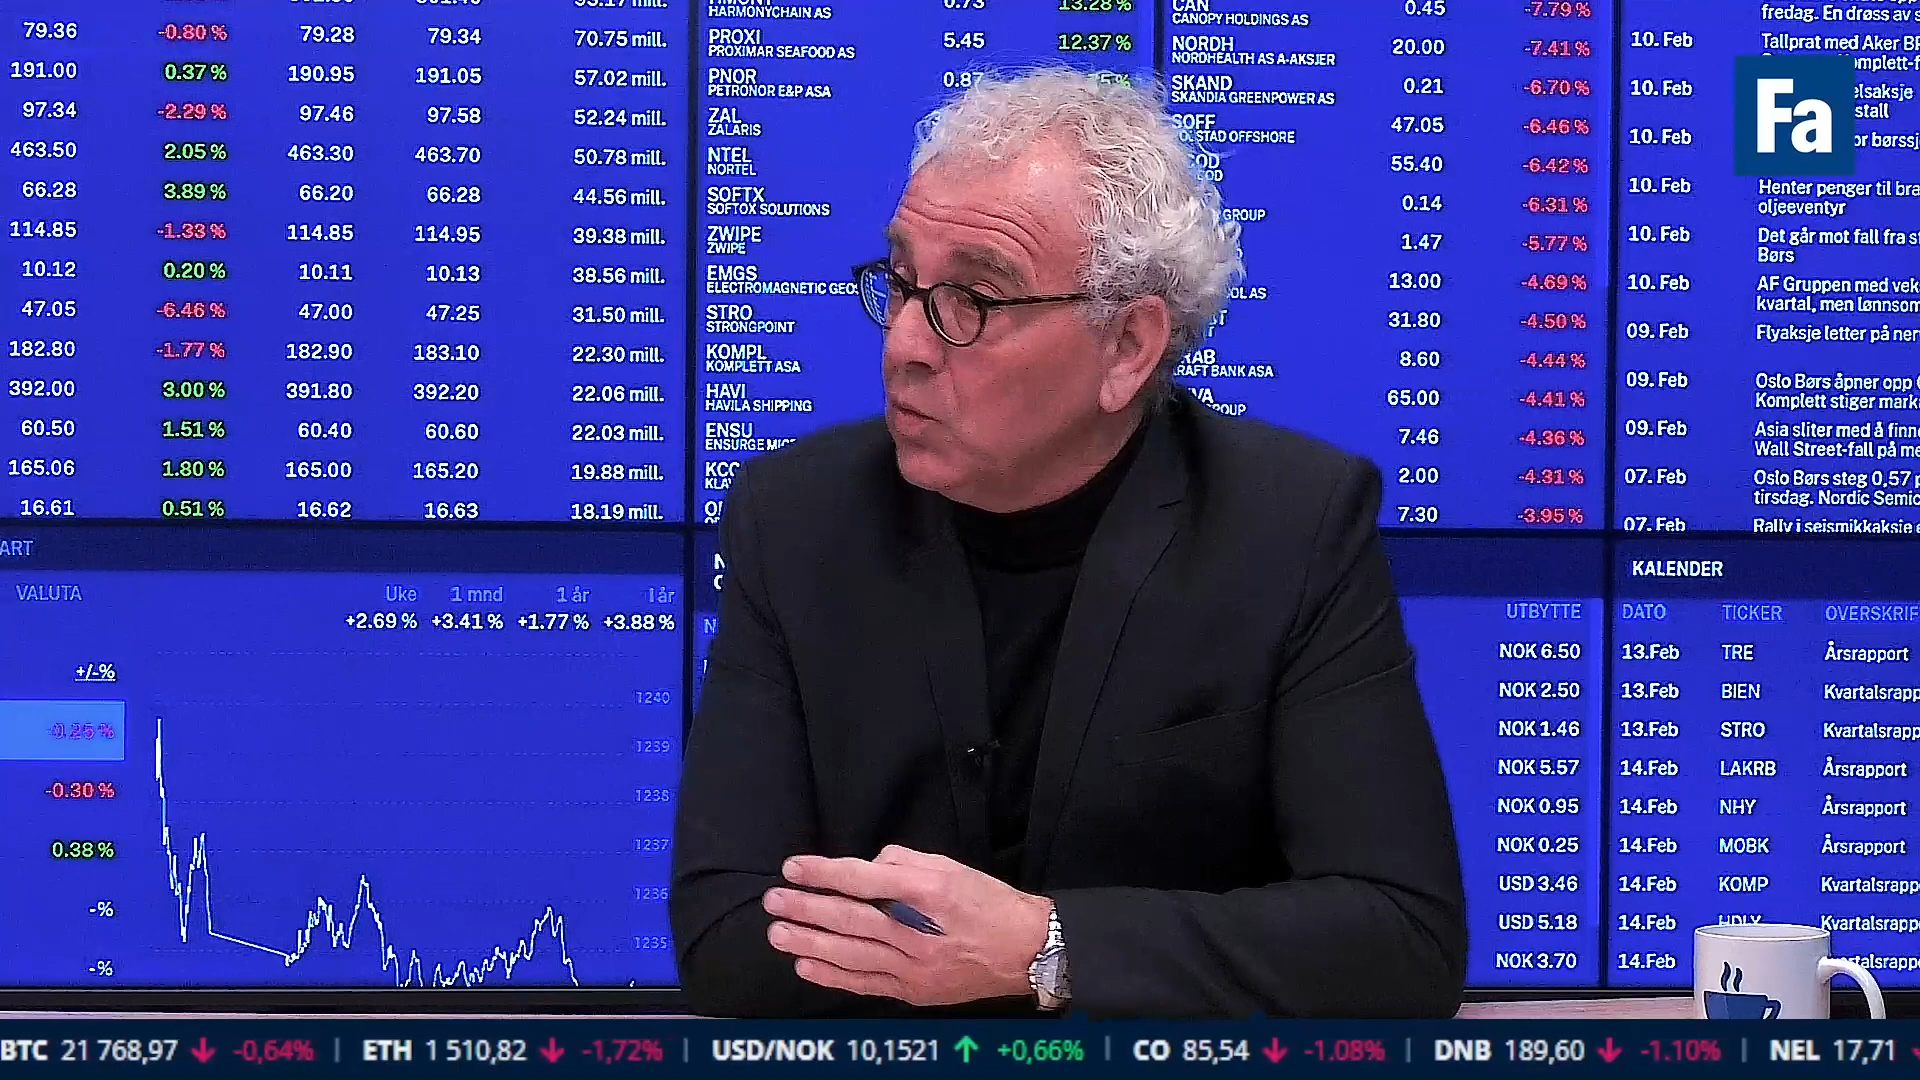 79.36 -0.80 % 79.28 79.34 70.75 mill.
191.00 0.37 % 190.95 191.05 57.02 mill.
97.34 -2.29 % 97.46 97.58 52.24 mill.
463.50 2.05 % 463.30 463.70 50.78 mill.
66.28 3.89 % 66.20 66.28 44.56 mill.
114.85 -1.33 % 114.85 114.95 39.38 mill.
10.12 0.20 % 10.11 10.13 38.56 mill.
47.05 -6.46 % 47.00 47.25 31.50 mill.
182.80 -1.77 % 182.90 183.10 22.30 mill.
392.00 3.00 % 391.80 392.20 22.06 mill.
60.50 1.51 % 60.40 60.60 22.03 mill.
165.06 1.80 % 165.00 165.20 19.88 mill.
16.61 0.51 % 16.62 16.63 18.19 mill.
HARMONYCHAIN AS 0.73 13.28 %
PROXI 5.45 12.37 %
PROXIMAR SEAFOOD AS
PNOR 0.87
PETRONOR E&P ASA
ZAL
ZALARIS
NTEL
NORTEL
SOFTX
SOFTOX SOLUTIONS
ZWIPE
ZWIPE
EMGS
ELECTROMAGNETIC
STRO
STRONGPOINT
KOMPL
KOMPLETT ASA
HAVI
HAVILA SHIPPING
ENSU
ENSURGE
CAN 0.45 -7.79 %
CANOPY HOLDINGS AS
NORDH 20.00 -7.41 %
NORDHEALTH AS A-AKSJER
SKAND 0.21 -6.70 %
SKANDIA GREENPOWER AS
SOFF 47.05 -6.46 %
OFFSHORE
55.40 -6.42 %
0.14 -6.31 %
GROUP
1.47 -5.77 %
13.00 -4.69 %
AS
31.80 -4.50 %
8.60 -4.44 %
BANK ASA
65.00 -4.41 %
7.46 -4.36 %
2.00 -4.31 %
7.30 -3.95 %
fredag. En drøss av
10. Feb Tallprat med Aker
10. Feb
10. Feb
10. Feb Henter penger til
oljeeventyr
10. Feb Det går mot fall fra
Børs
10. Feb AF Gruppen med
kvartal, men
09. Feb Flyaksje letter på
09. Feb Oslo Børs åpner opp
Komplett stiger
09. Feb Asia sliter med å
Wall Street-fall på
07. Feb Oslo Børs steg 0,57
tirsdag. Nordic
07. Feb Rally i seismikkaksje
Fa
VALUTA Uke 1 mnd 1 år I år
+2.69 % +3.41 % +1.77 % +3.88 %
+/-%
-0.25 %
-0.30 %
0.38 %
-%
-%
1240
1239
1238
1237
1236
1235
UTBYTTE
NOK 6.50
NOK 2.50
NOK 1.46
NOK 5.57
NOK 0.95
NOK 0.25
USD 3.46
USD 5.18
NOK 3.70
KALENDER
DATO TICKER
13.Feb TRE Årsrapport
13.Feb BIEN
13.Feb STRO
14.Feb LAKRB Årsrapport
14.Feb NHY Årsrapport
14.Feb MOBK Årsrapport
14.Feb KOMP
14.Feb
14.Feb
BTC 21 768,97 -0,64% | ETH 1 510,82 -1,72% | USD/NOK 10,1521 +0,66% | CO 85,54 -1.08% | DNB 189,60 -1.10% | NEL 17,71